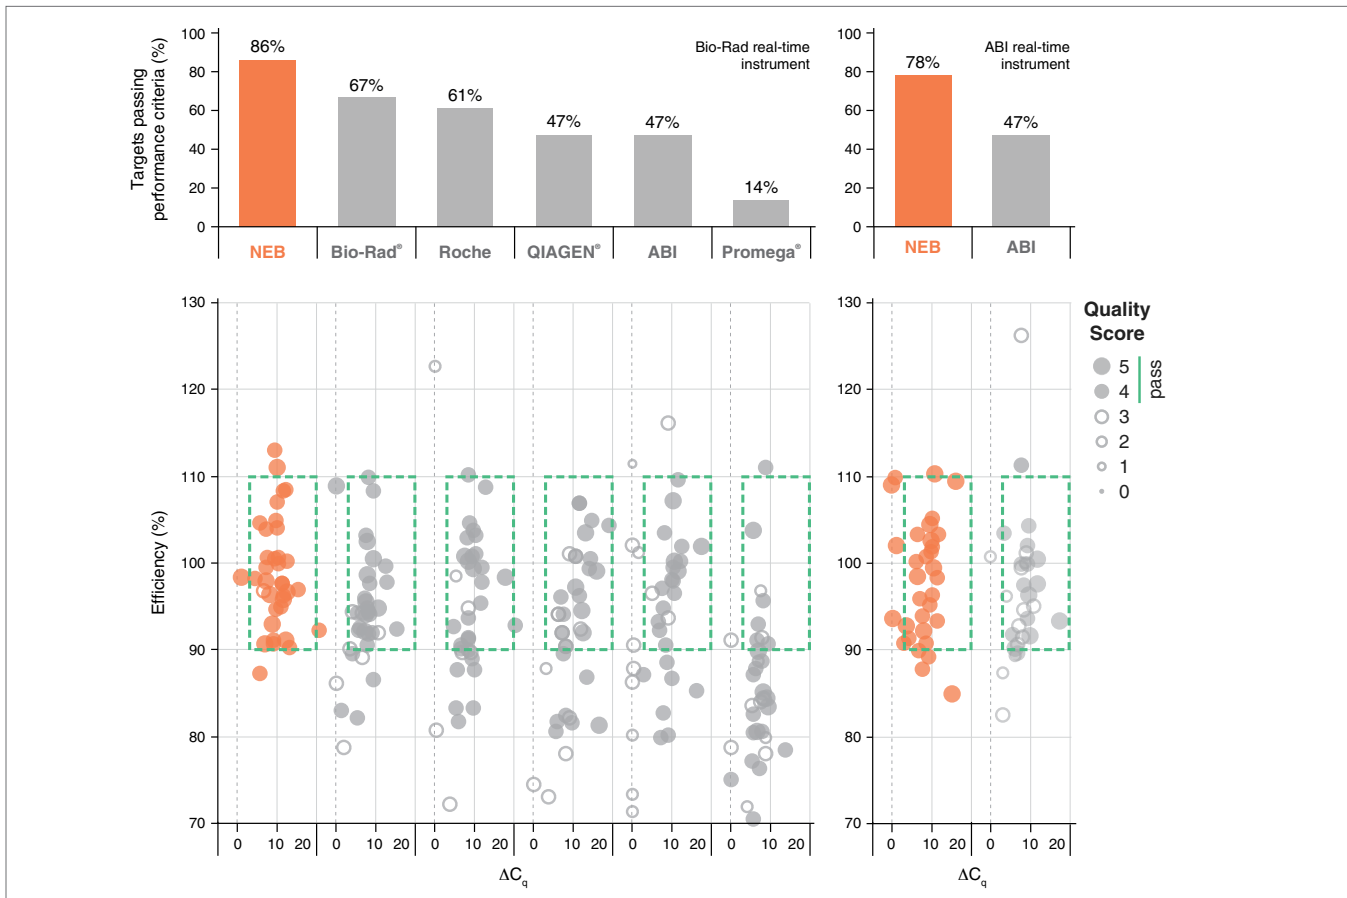 Targets passing
performance criteria (%)
100
80
60
40
20
0
86%
67%
61%
47%
47%
14%
Bio-Rad real-time
instrument
NEB
Bio-Rad®
Roche
QIAGEN®
ABI
Promega®
100
80
60
40
20
0
78%
47%
ABI real-time
instrument
NEB
ABI
Efficiency (%)
130
120
110
100
90
80
70
0 10 20
0 10 20
0 10 20
0 10 20
0 10 20
0 10 20
ΔCq
130
120
110
100
90
80
70
0 10 20
0 10 20
ΔCq
Quality
Score
5
4
3
2
1
0
pass